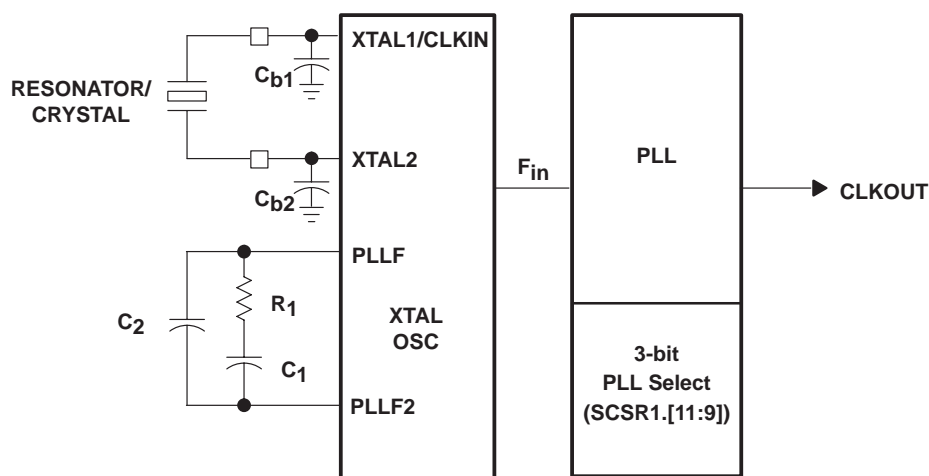 XTAL1/CLKIN
Cb1
RESONATOR/
CRYSTAL
XTAL2
Cb2
Fin
PLL
CLKOUT
PLLF
R1
C2
XTAL
OSC
C1
3-bit
PLL Select
(SCSR1.[11:9])
PLLF2